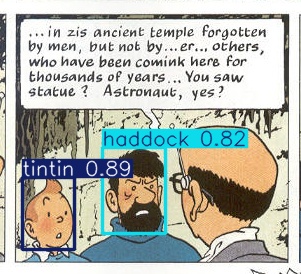 ...in zis ancient temple forgotten
by men, but not by...er... others,
who have been comink here for
thousands of years... You saw
statue? Astronaut, yes?
haddock 0.82
tintin 0.89